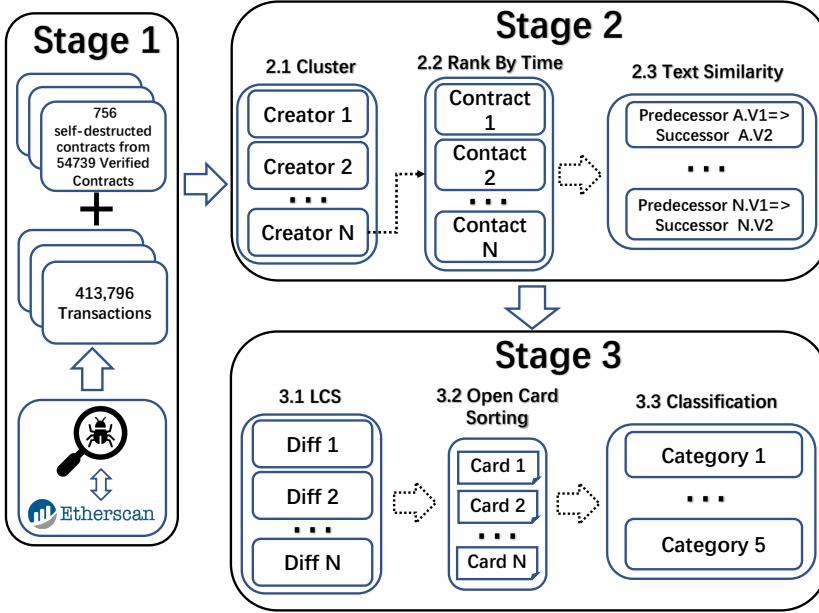 Stage 1
756
self-destructed
contracts from
54739 Verified
Contracts
+
413,796
Transactions
Etherscan
Stage 2
2.1 Cluster
Creator 1
Creator 2
...
Creator N
2.2 Rank By Time
Contract
1
Contact
2
...
Contact
N
2.3 Text Similarity
Predecessor A.V1=>
Successor A.V2
...
Predecessor N.V1=>
Successor N.V2
Stage 3
3.1 LCS
Diff 1
Diff 2
...
Diff N
3.2 Open Card
Sorting
Card 1
Card 2
...
Card N
3.3 Classification
Category 1
...
Category 5